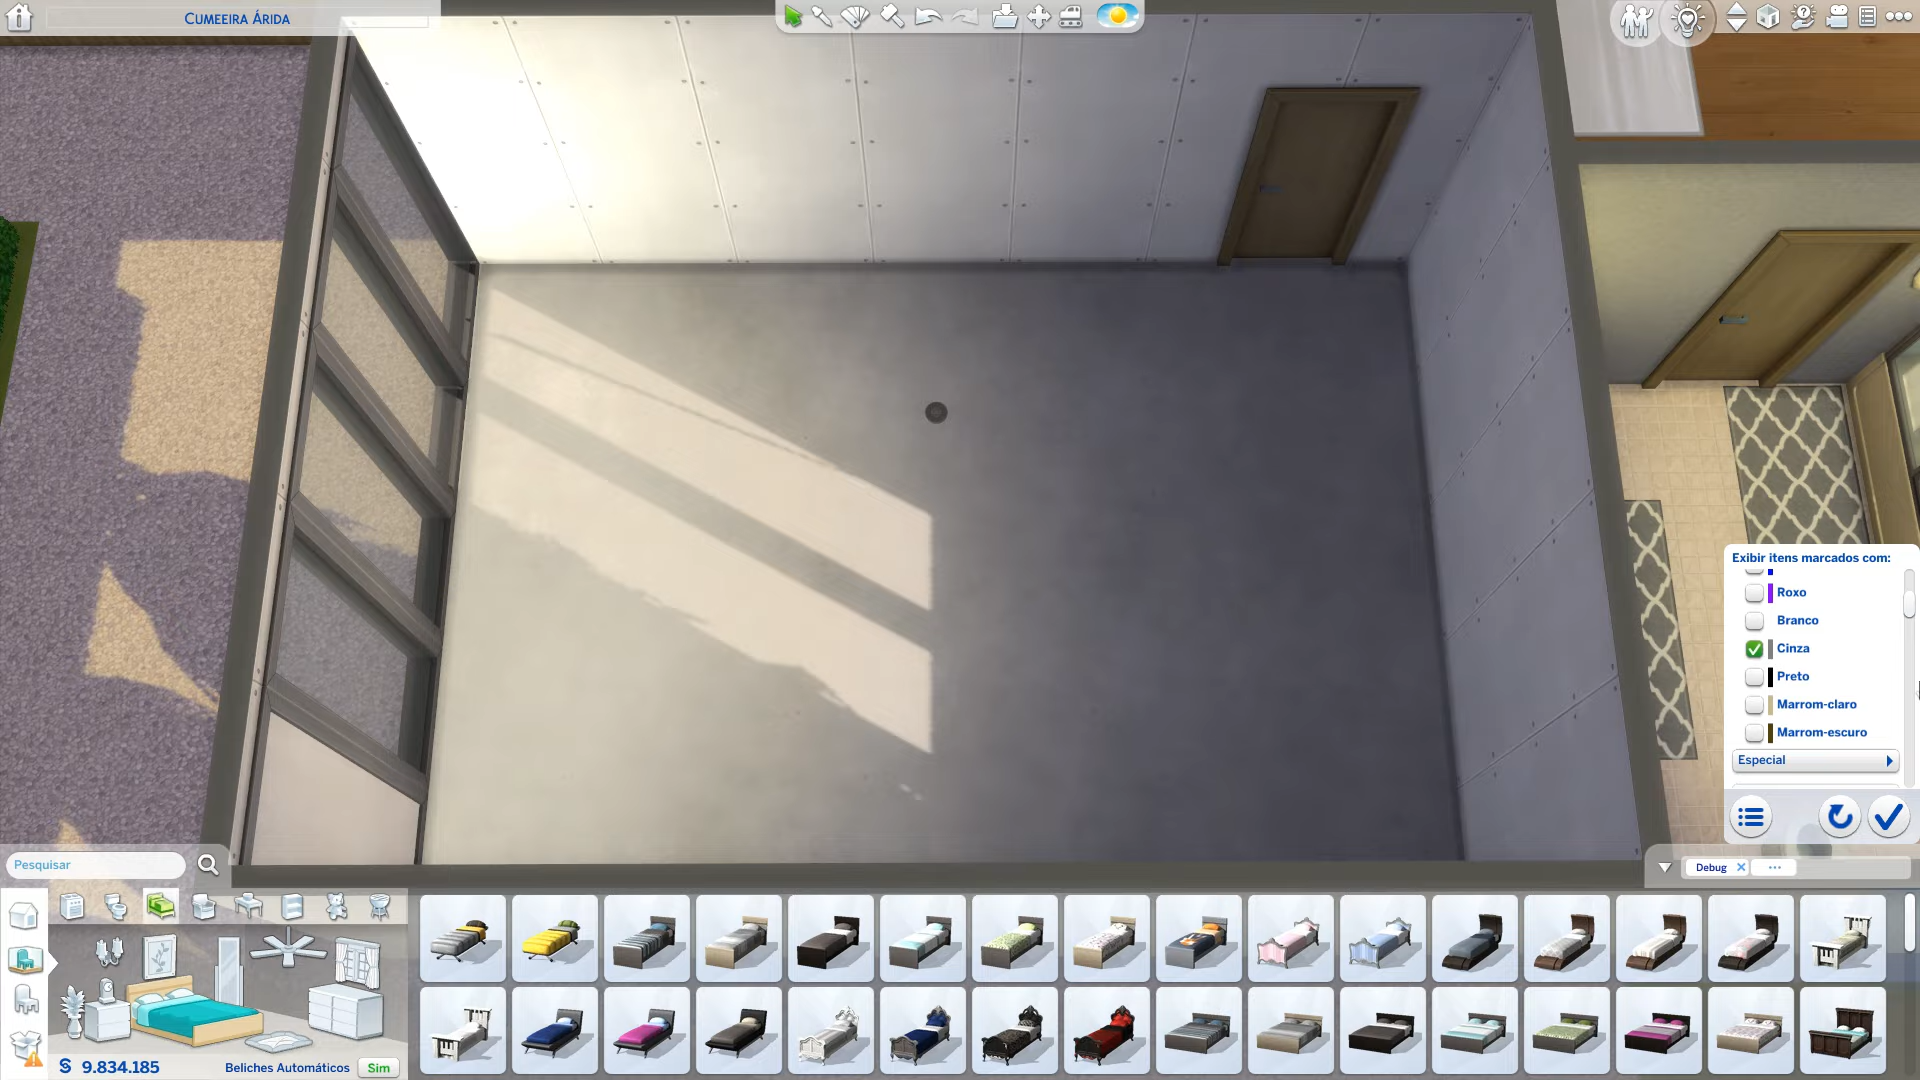 Cumeeira Árida
Exibir itens marcados com:
Roxo
Branco
Cinza
Preto
Marrom-claro
Marrom-escuro
Especial
Pesquisar
Debug
...
9.834.185
Beliches Automáticos
Sim